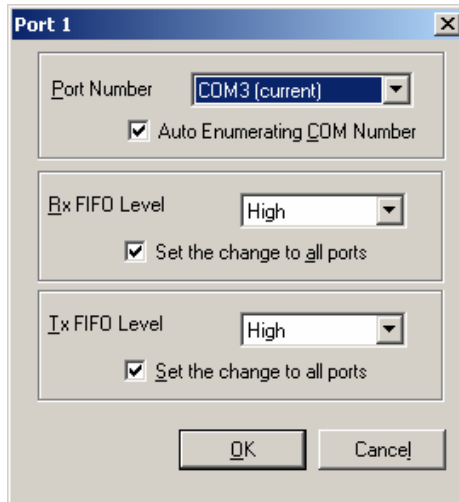 Port 1
Port Number COM3 (current)
Auto Enumerating COM Number
Rx FIFO Level High
Set the change to all ports
Tx FIFO Level High
Set the change to all ports
OK Cancel